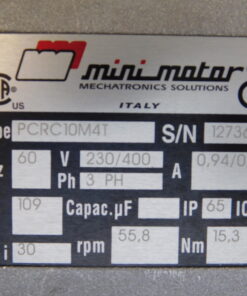 mini motor
MECHATRONICS SOLUTIONS
ITALY
US
pe PCRC10M4T S/N 12736
z 60 V 230/400 A 0,94/0
Ph 3 PH
109 Capac.µF IP 65 IC
i 30 rpm 55,8 Nm 15,3